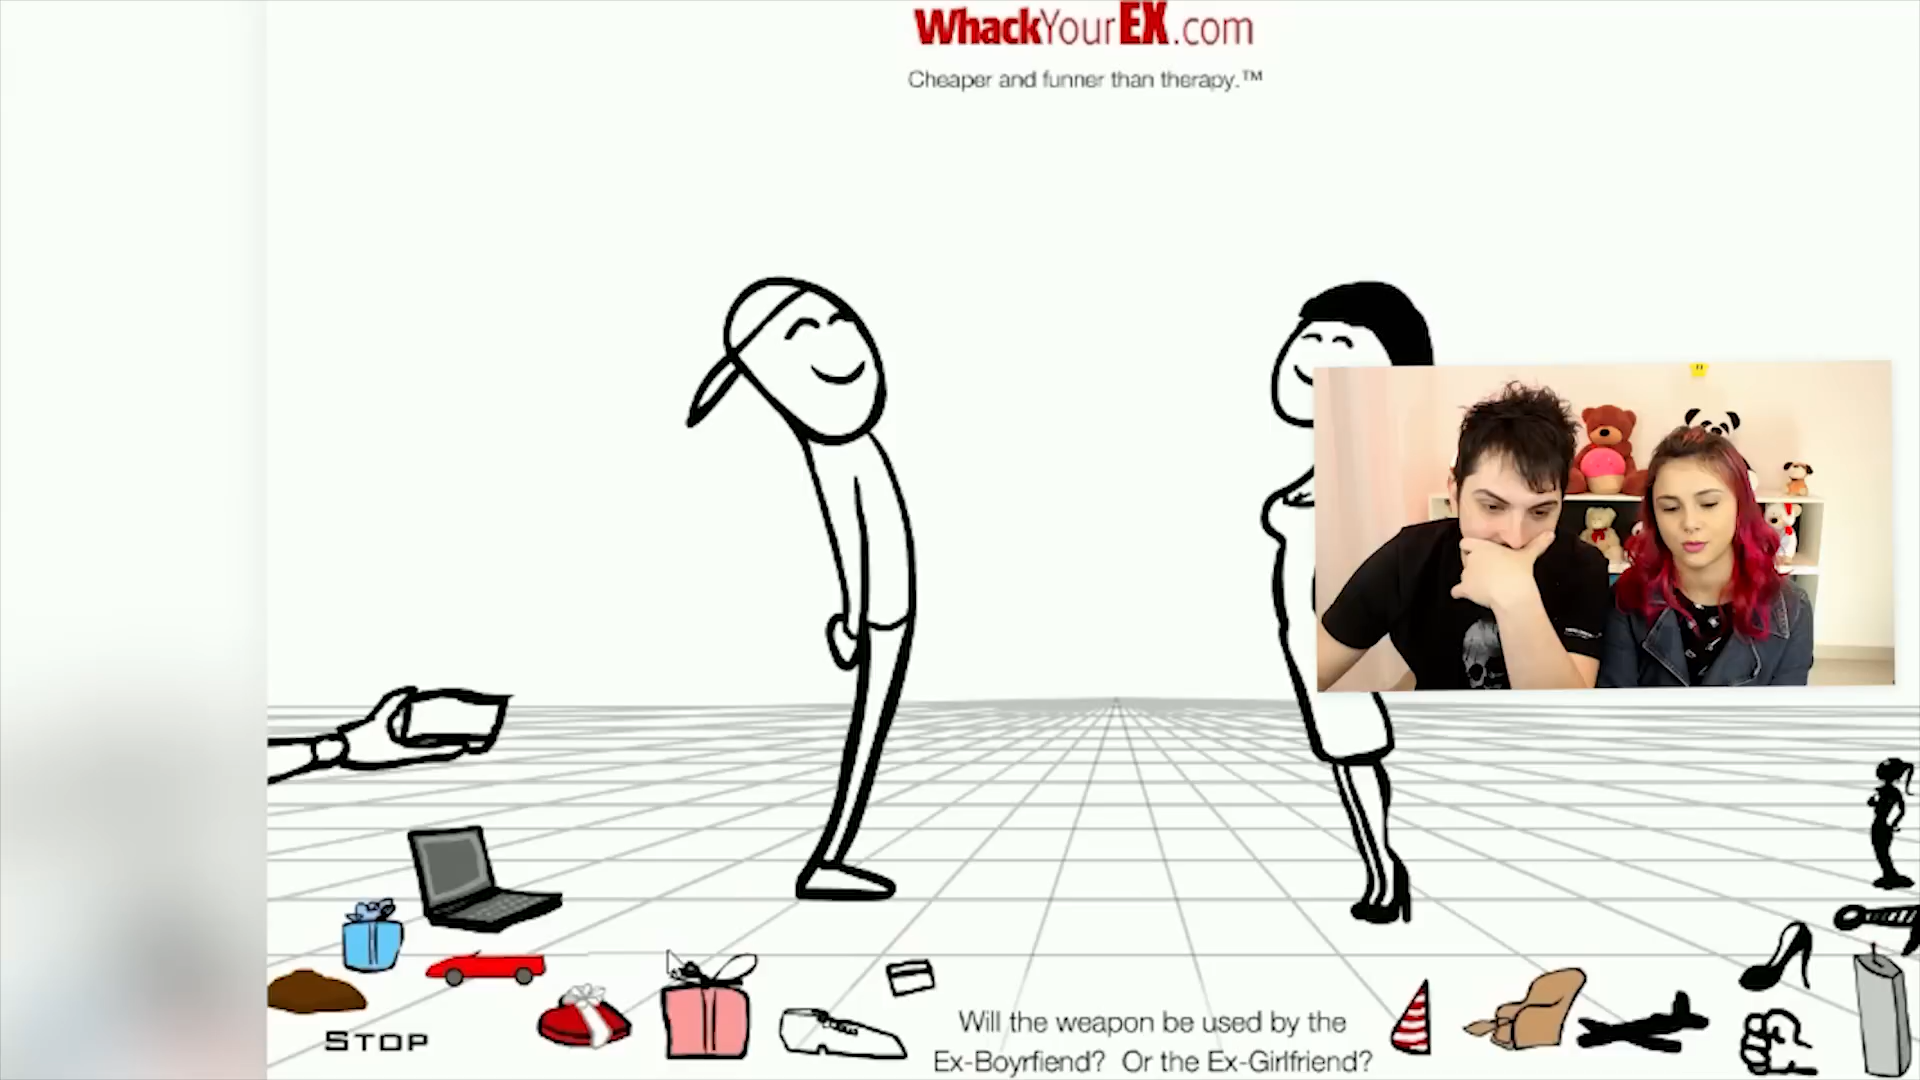 WhackYourEX.com
Cheaper and funner than therapy.™
STOP
Will the weapon be used by the
Ex-Boyrfiend? Or the Ex-Girlfriend?